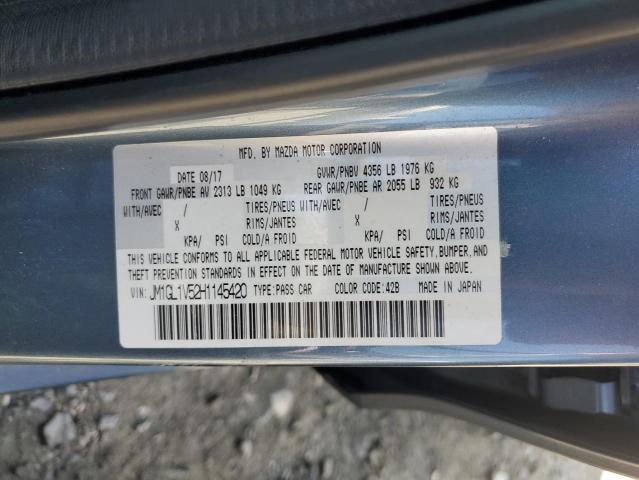 MFD. BY MAZDA MOTOR CORPORATION
DATE 08/17 GVWR/PNBV 4356 LB 1976 KG
FRONT GAWR/PNBE AV 2313 LB 1049 KG REAR GAWR/PNBE AR 2055 LB 932 KG
WITH/AVEC / TIRES/PNEUS WITH/AVEC / TIRES/PNEUS
X RIMS/JANTES X RIMS/JANTES
KPA/ PSI COLD/A FROID KPA/ PSI COLD/A FROID
THIS VEHICLE CONFORMS TO ALL APPLICABLE FEDERAL MOTOR VEHICLE SAFETY, BUMPER, AND
THEFT PREVENTION STANDARDS IN EFFECT ON THE DATE OF MANUFACTURE SHOWN ABOVE.
VIN: JM1GL1V52H1145420 TYPE:PASS CAR COLOR CODE:42B MADE IN JAPAN